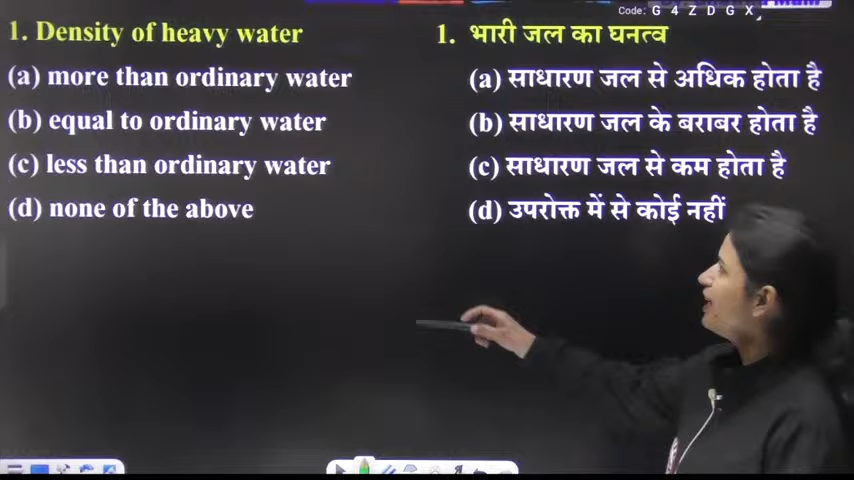 Code: G 4 Z D G X
1. Density of heavy water
(a) more than ordinary water
(b) equal to ordinary water
(c) less than ordinary water
(d) none of the above
1. भारी जल का घनत्व
(a) साधारण जल से अधिक होता है
(b) साधारण जल के बराबर होता है
(c) साधारण जल से कम होता है
(d) उपरोक्त में से कोई नहीं